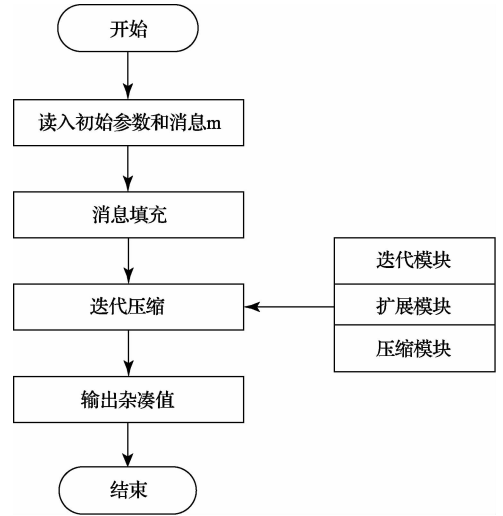 开始
读入初始参数和消息m
消息填充
迭代压缩
输出杂凑值
结束
迭代模块
扩展模块
压缩模块